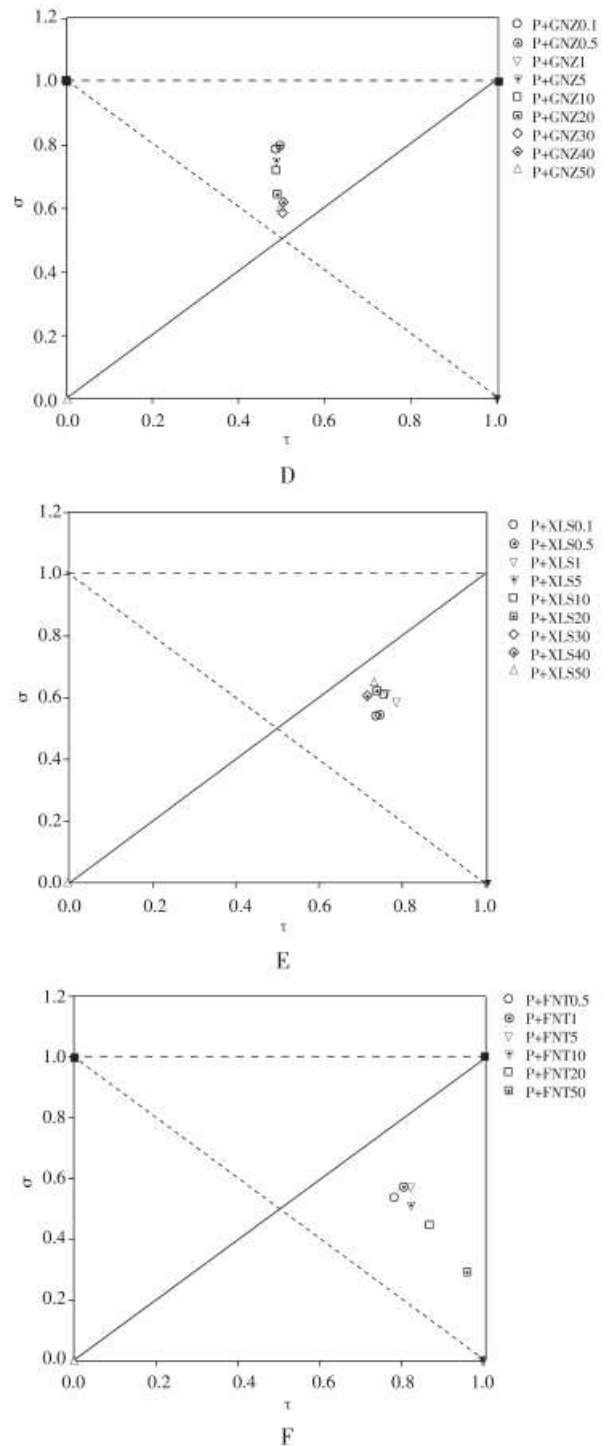 1.2
1.0
0.8
0.6
0.4
0.2
0.0
σ
0.0 0.2 0.4 0.6 0.8 1.0
τ
P+GNZ0.1
P+GNZ0.5
P+GNZ1
P+GNZ5
P+GNZ10
P+GNZ20
P+GNZ30
P+GNZ40
P+GNZ50
D
1.2
1.0
0.8
0.6
0.4
0.2
0.0
σ
0.0 0.2 0.4 0.6 0.8 1.0
τ
P+XLS0.1
P+XLS0.5
P+XLS1
P+XLS5
P+XLS10
P+XLS20
P+XLS30
P+XLS40
P+XLS50
E
1.2
1.0
0.8
0.6
0.4
0.2
0.0
σ
0.0 0.2 0.4 0.6 0.8 1.0
τ
P+FNT0.5
P+FNT1
P+FNT5
P+FNT10
P+FNT20
P+FNT50
F